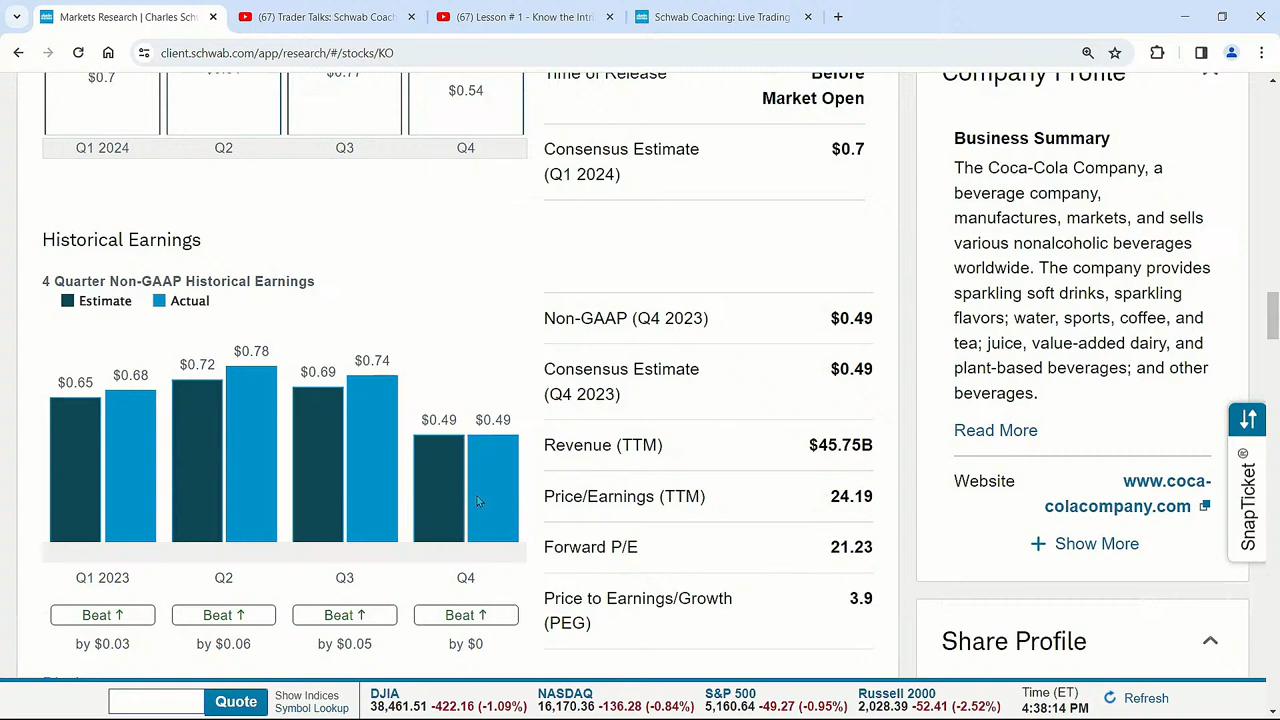 Markets Research | Charles Sch
(67) Trader Talks: Schwab Coach
Schwab Coaching and Trading
client.schwab.com/app/research/#/stocks/KO
$0.7
$0.54
Q1 2024 Q2 Q3 Q4
Time of Release Before
Market Open
Consensus Estimate $0.7
(Q1 2024)
Historical Earnings
4 Quarter Non-GAAP Historical Earnings
Estimate Actual
$0.65 $0.68 $0.72 $0.78 $0.69 $0.74 $0.49 $0.49
Q1 2023 Q2 Q3 Q4
Beat ↑ Beat ↑ Beat ↑ Beat ↑
by $0.03 by $0.06 by $0.05 by $0
Non-GAAP (Q4 2023) $0.49
Consensus Estimate $0.49
(Q4 2023)
Revenue (TTM) $45.75B
Price/Earnings (TTM) 24.19
Forward P/E 21.23
Price to Earnings/Growth 3.9
(PEG)
Company Profile
Business Summary
The Coca-Cola Company, a
beverage company,
manufactures, markets, and sells
various nonalcoholic beverages
worldwide. The company provides
sparkling soft drinks, sparkling
flavors; water, sports, coffee, and
tea; juice, value-added dairy, and
plant-based beverages; and other
beverages.
Read More
Website www.coca-
colacompany.com
+ Show More
Share Profile
SnapTicket®
Quote
Show Indices
Symbol Lookup
DJIA
38,461.51 -422.16 (-1.09%)
NASDAQ
16,170.36 -136.28 (-0.84%)
S&P 500
5,160.64 -49.27 (-0.95%)
Russell 2000
2,028.39 -52.41 (-2.52%)
Time (ET)
4:38:14 PM
Refresh